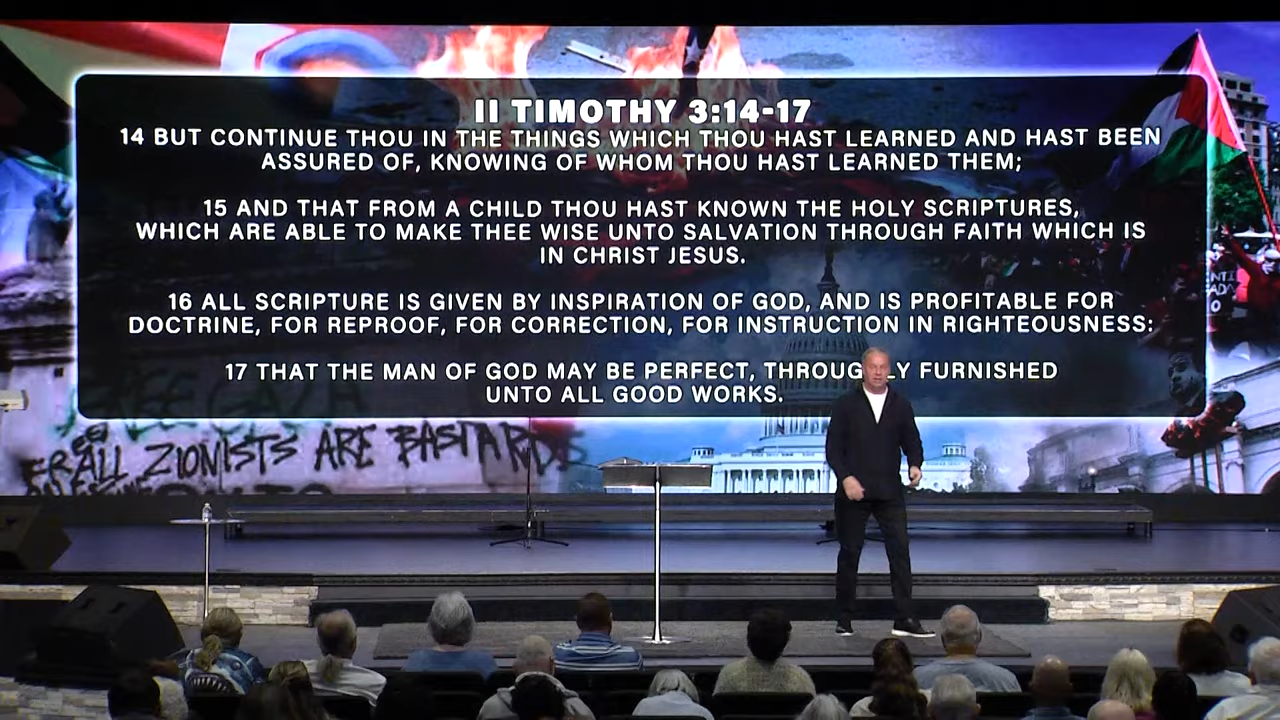 II TIMOTHY 3:14-17
14 BUT CONTINUE THOU IN THE THINGS WHICH THOU HAST LEARNED AND HAST BEEN
ASSURED OF, KNOWING OF WHOM THOU HAST LEARNED THEM;
15 AND THAT FROM A CHILD THOU HAST KNOWN THE HOLY SCRIPTURES,
WHICH ARE ABLE TO MAKE THEE WISE UNTO SALVATION THROUGH FAITH WHICH IS
IN CHRIST JESUS.
16 ALL SCRIPTURE IS GIVEN BY INSPIRATION OF GOD, AND IS PROFITABLE FOR
DOCTRINE, FOR REPROOF, FOR CORRECTION, FOR INSTRUCTION IN RIGHTEOUSNESS:
17 THAT THE MAN OF GOD MAY BE PERFECT, FURNISHED
UNTO ALL GOOD WORKS.
GAZA
ALL ZIONISTS ARE BASTARDS